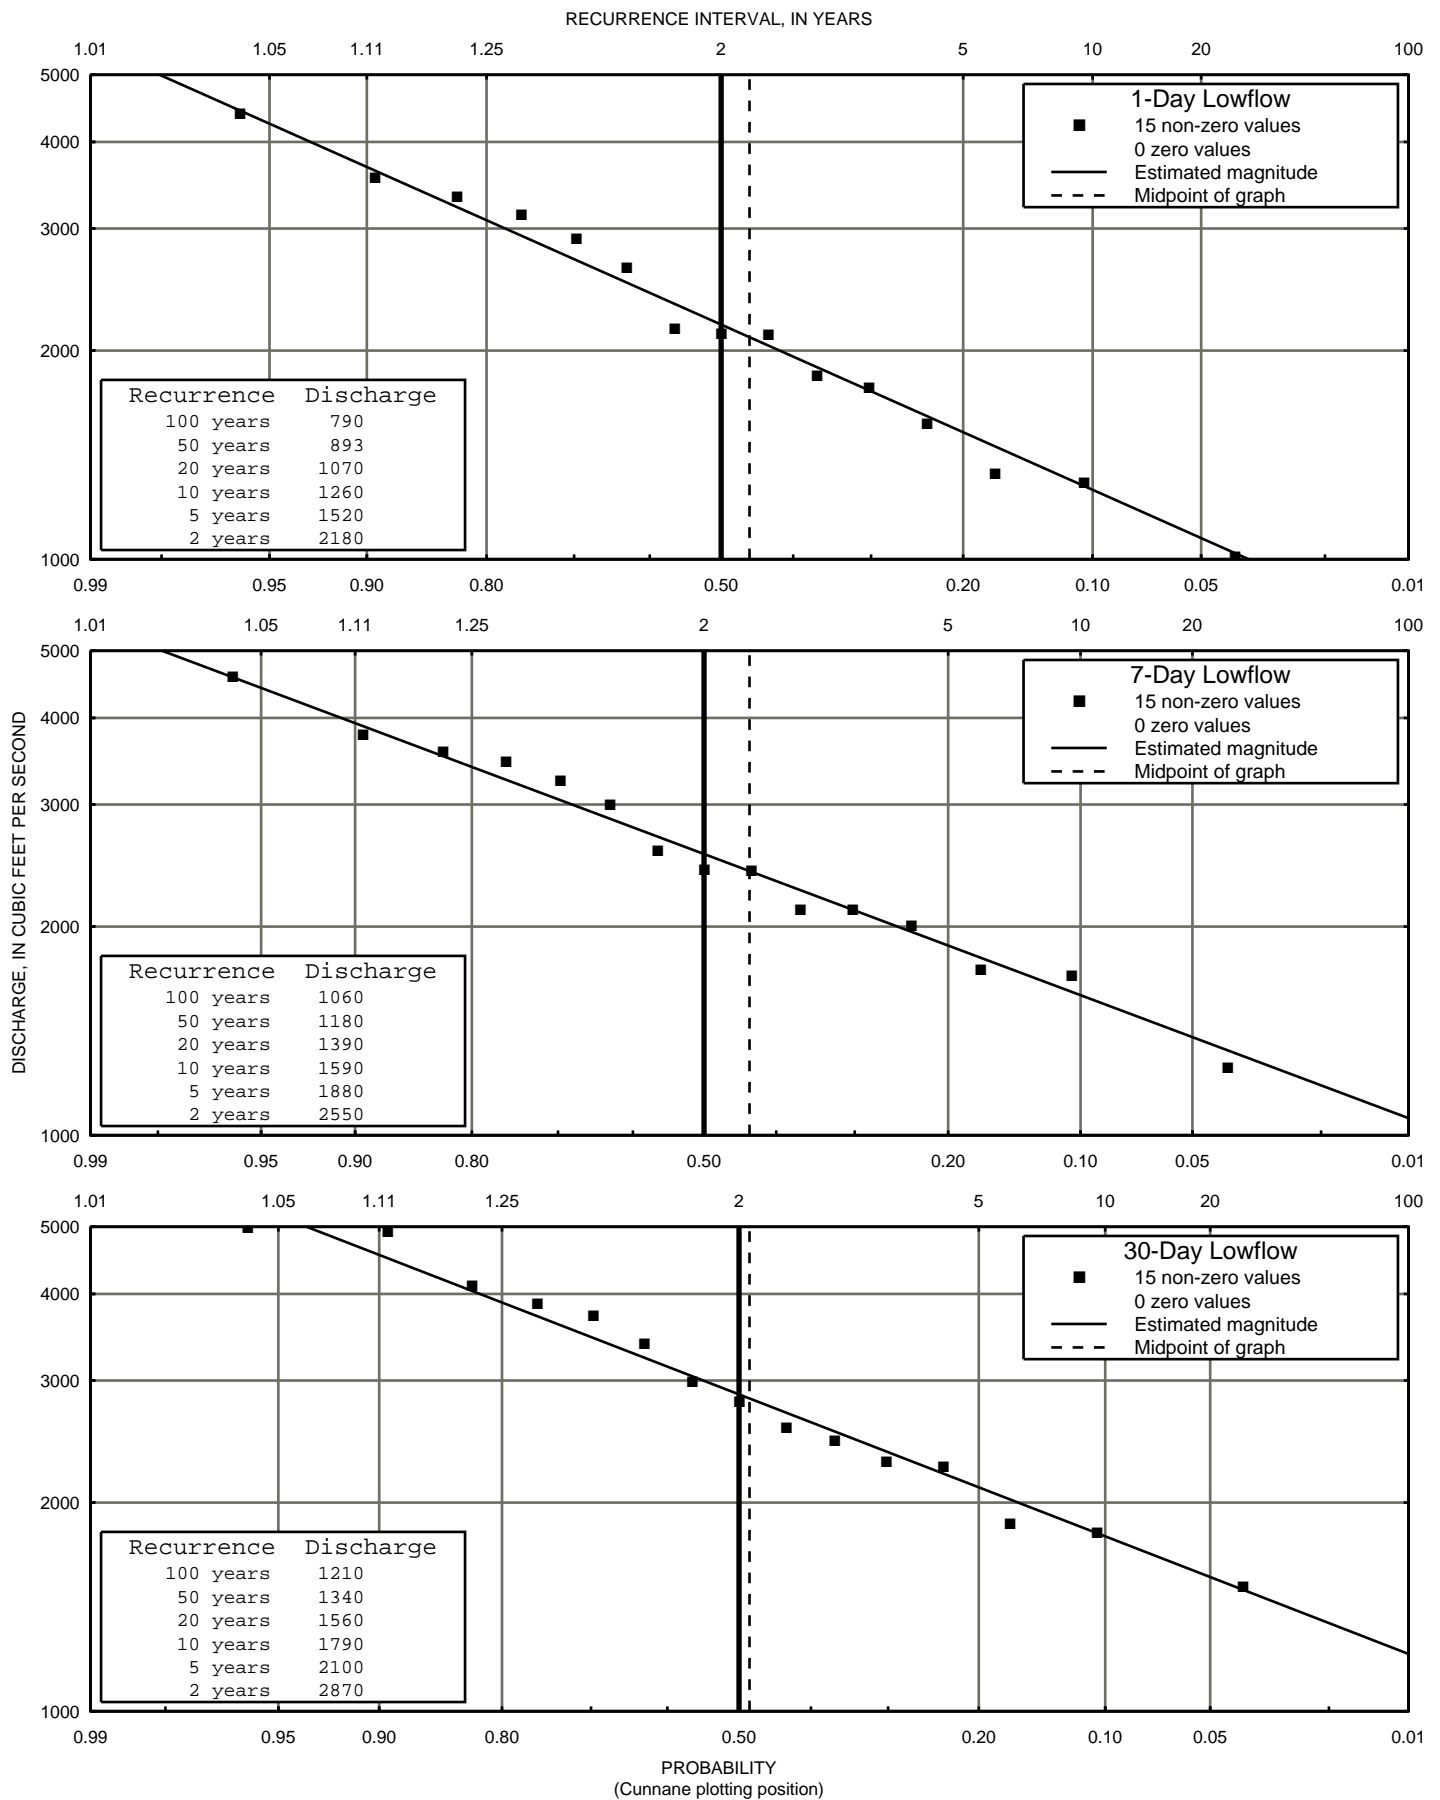 RECURRENCE INTERVAL, IN YEARS
1.01 1.05 1.11 1.25 2 5 10 20 100
5000
4000
3000
2000
1000
1-Day Lowflow
15 non-zero values
0 zero values
Estimated magnitude
Midpoint of graph
Recurrence Discharge
100 years 790
50 years 893
20 years 1070
10 years 1260
5 years 1520
2 years 2180
0.99 0.95 0.90 0.80 0.50 0.20 0.10 0.05 0.01
1.01 1.05 1.11 1.25 2 5 10 20 100
DISCHARGE, IN CUBIC FEET PER SECOND
5000
4000
3000
2000
1000
7-Day Lowflow
15 non-zero values
0 zero values
Estimated magnitude
Midpoint of graph
Recurrence Discharge
100 years 1060
50 years 1180
20 years 1390
10 years 1590
5 years 1880
2 years 2550
0.99 0.95 0.90 0.80 0.50 0.20 0.10 0.05 0.01
1.01 1.05 1.11 1.25 2 5 10 20 100
5000
4000
3000
2000
1000
30-Day Lowflow
15 non-zero values
0 zero values
Estimated magnitude
Midpoint of graph
Recurrence Discharge
100 years 1210
50 years 1340
20 years 1560
10 years 1790
5 years 2100
2 years 2870
0.99 0.95 0.90 0.80 0.50 0.20 0.10 0.05 0.01
PROBABILITY
(Cunnane plotting position)